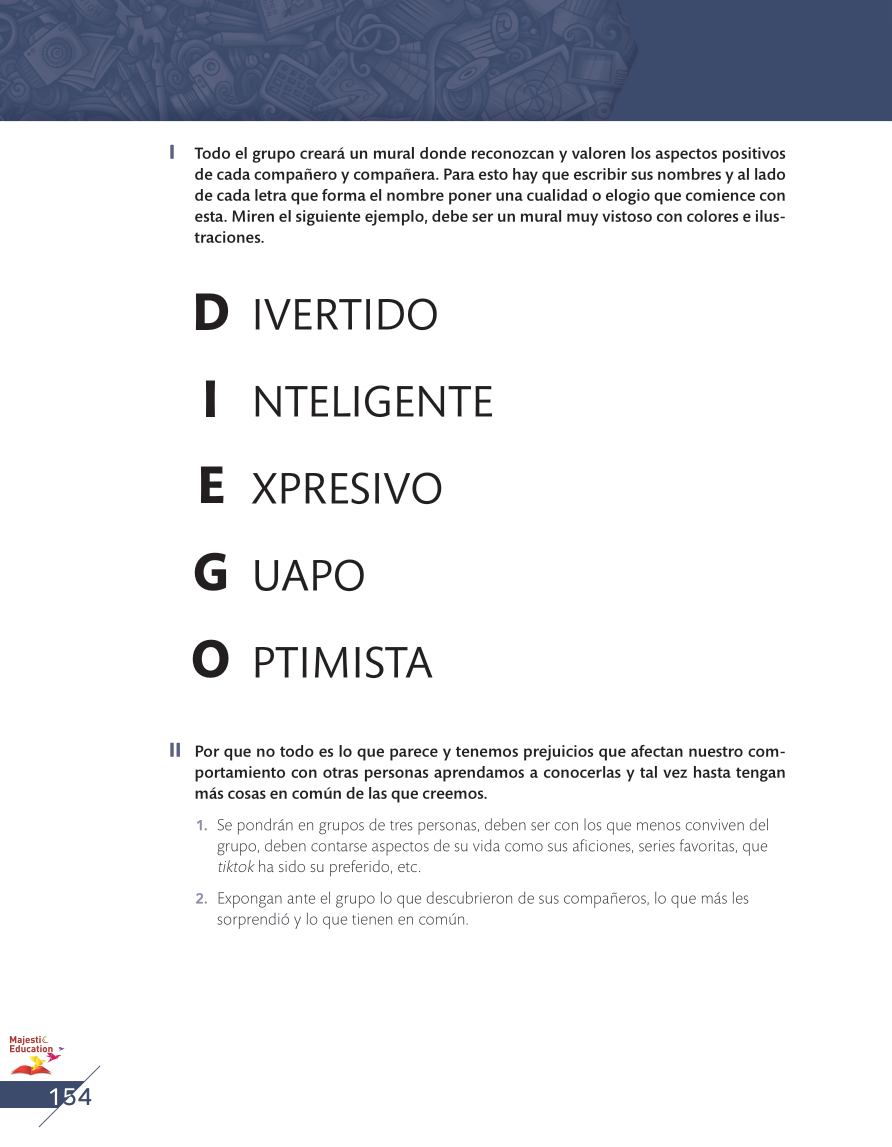 I Todo el grupo creará un mural donde reconozcan y valoren los aspectos positivos
de cada compañero y compañera. Para esto hay que escribir sus nombres y al lado
de cada letra que forma el nombre poner una cualidad o elogio que comience con
esta. Miren el siguiente ejemplo, debe ser un mural muy vistoso con colores e ilus-
traciones.
D IVERTIDO
I NTELIGENTE
E XPRESIVO
G UAPO
O PTIMISTA
II Por que no todo es lo que parece y tenemos prejuicios que afectan nuestro com-
portamiento con otras personas aprendamos a conocerlas y tal vez hasta tengan
más cosas en común de las que creemos.
1. Se pondrán en grupos de tres personas, deben ser con los que menos conviven del
grupo, deben contarse aspectos de su vida como sus aficiones, series favoritas, que
tiktok ha sido su preferido, etc.
2. Expongan ante el grupo lo que descubrieron de sus compañeros, lo que más les
sorprendió y lo que tienen en común.
Majestic
Education
154